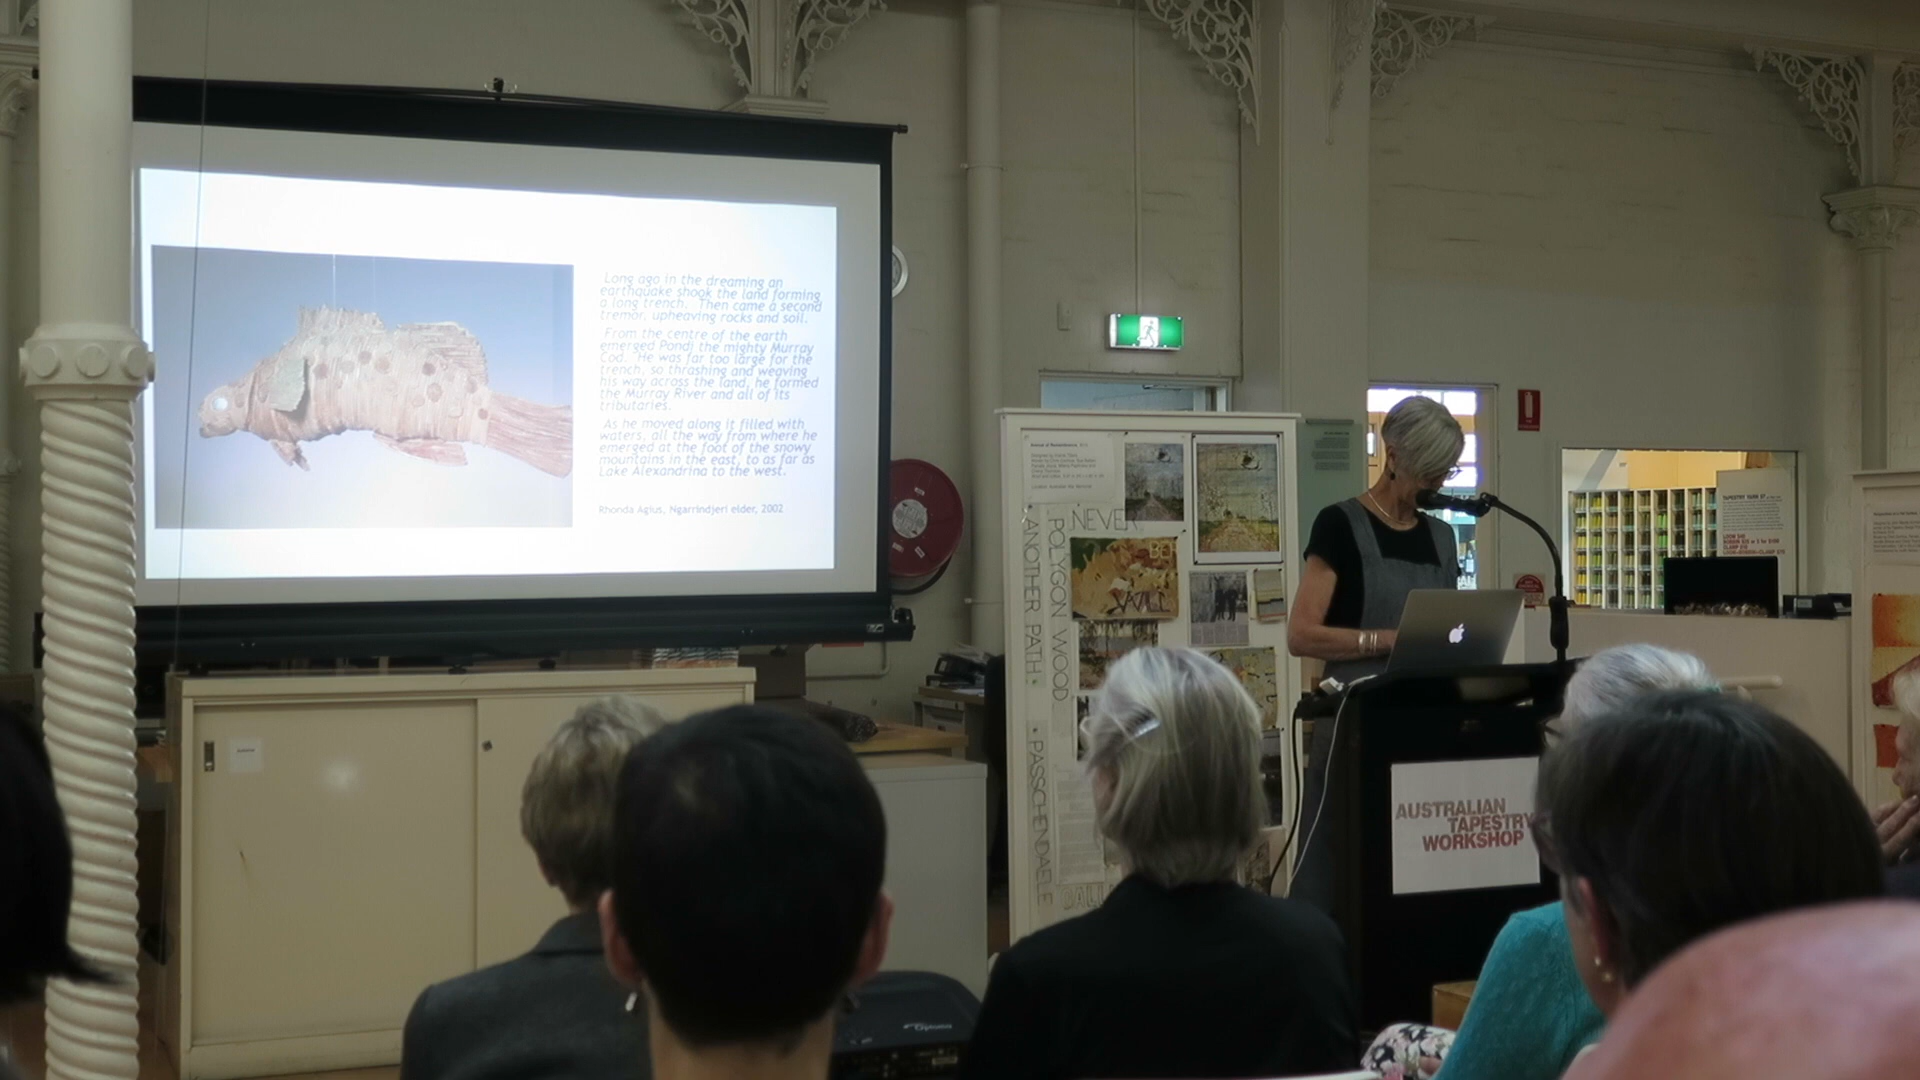 Long ago in the dreaming an
earthquake shook the land forming
a long trench. Then came a second
tremor, upheaving rocks and soil.
From the centre of the earth
emerged Pondi the mighty Murray
Cod. He was far too large for the
trench, so thrashing and weaving
his way across the land, he formed
the Murray River and all of its
tributaries.
As he moved along it filled with
waters, all the way from where he
emerged at the foot of the snowy
mountains in the east, to as far as
Lake Alexandrina to the west.
Rhonda Agius, Ngarrindjeri elder, 2002
NEVER
ANOTHER PATH
POLYGON WOOD
PASSCHENDAELE
WILL
AUSTRALIAN
TAPESTRY
WORKSHOP
Optoma